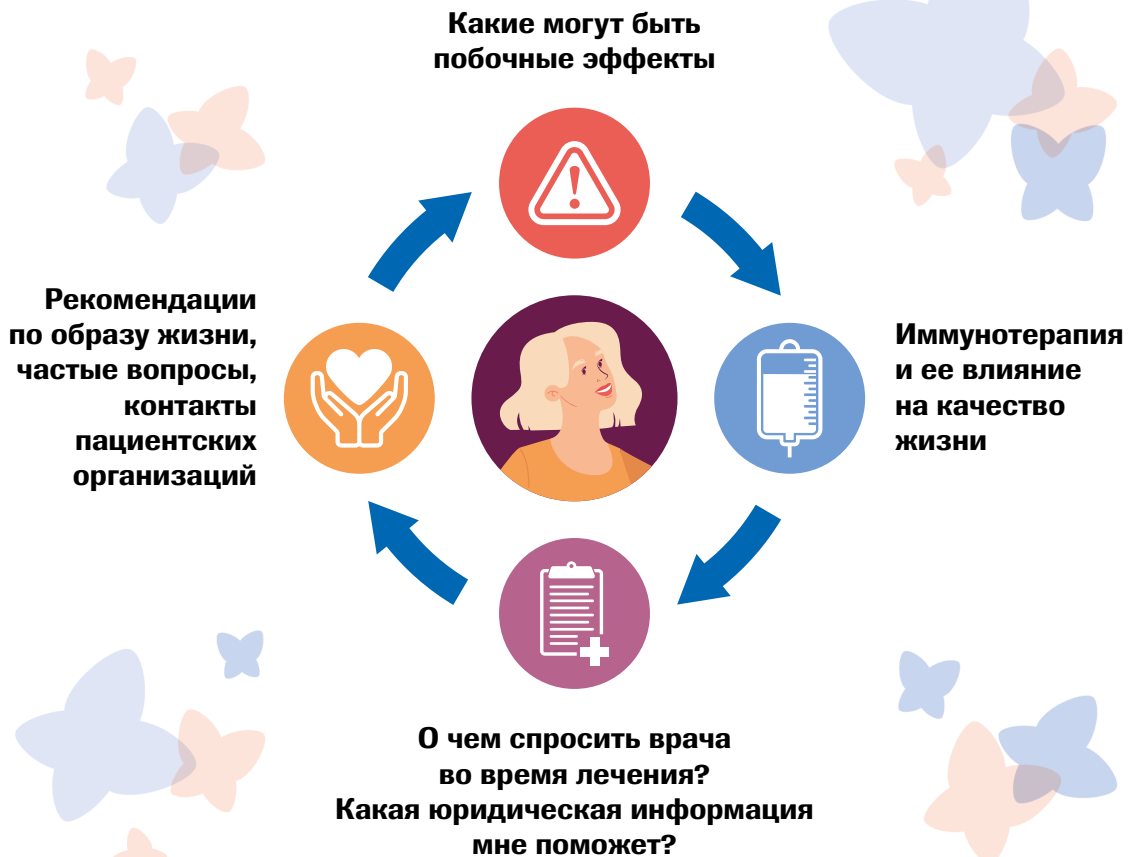 Какие могут быть
побочные эффекты
Рекомендации
по образу жизни,
частые вопросы,
контакты
пациентских
организаций
Иммунотерапия
и ее влияние
на качество
жизни
О чем спросить врача
во время лечения?
Какая юридическая информация
мне поможет?